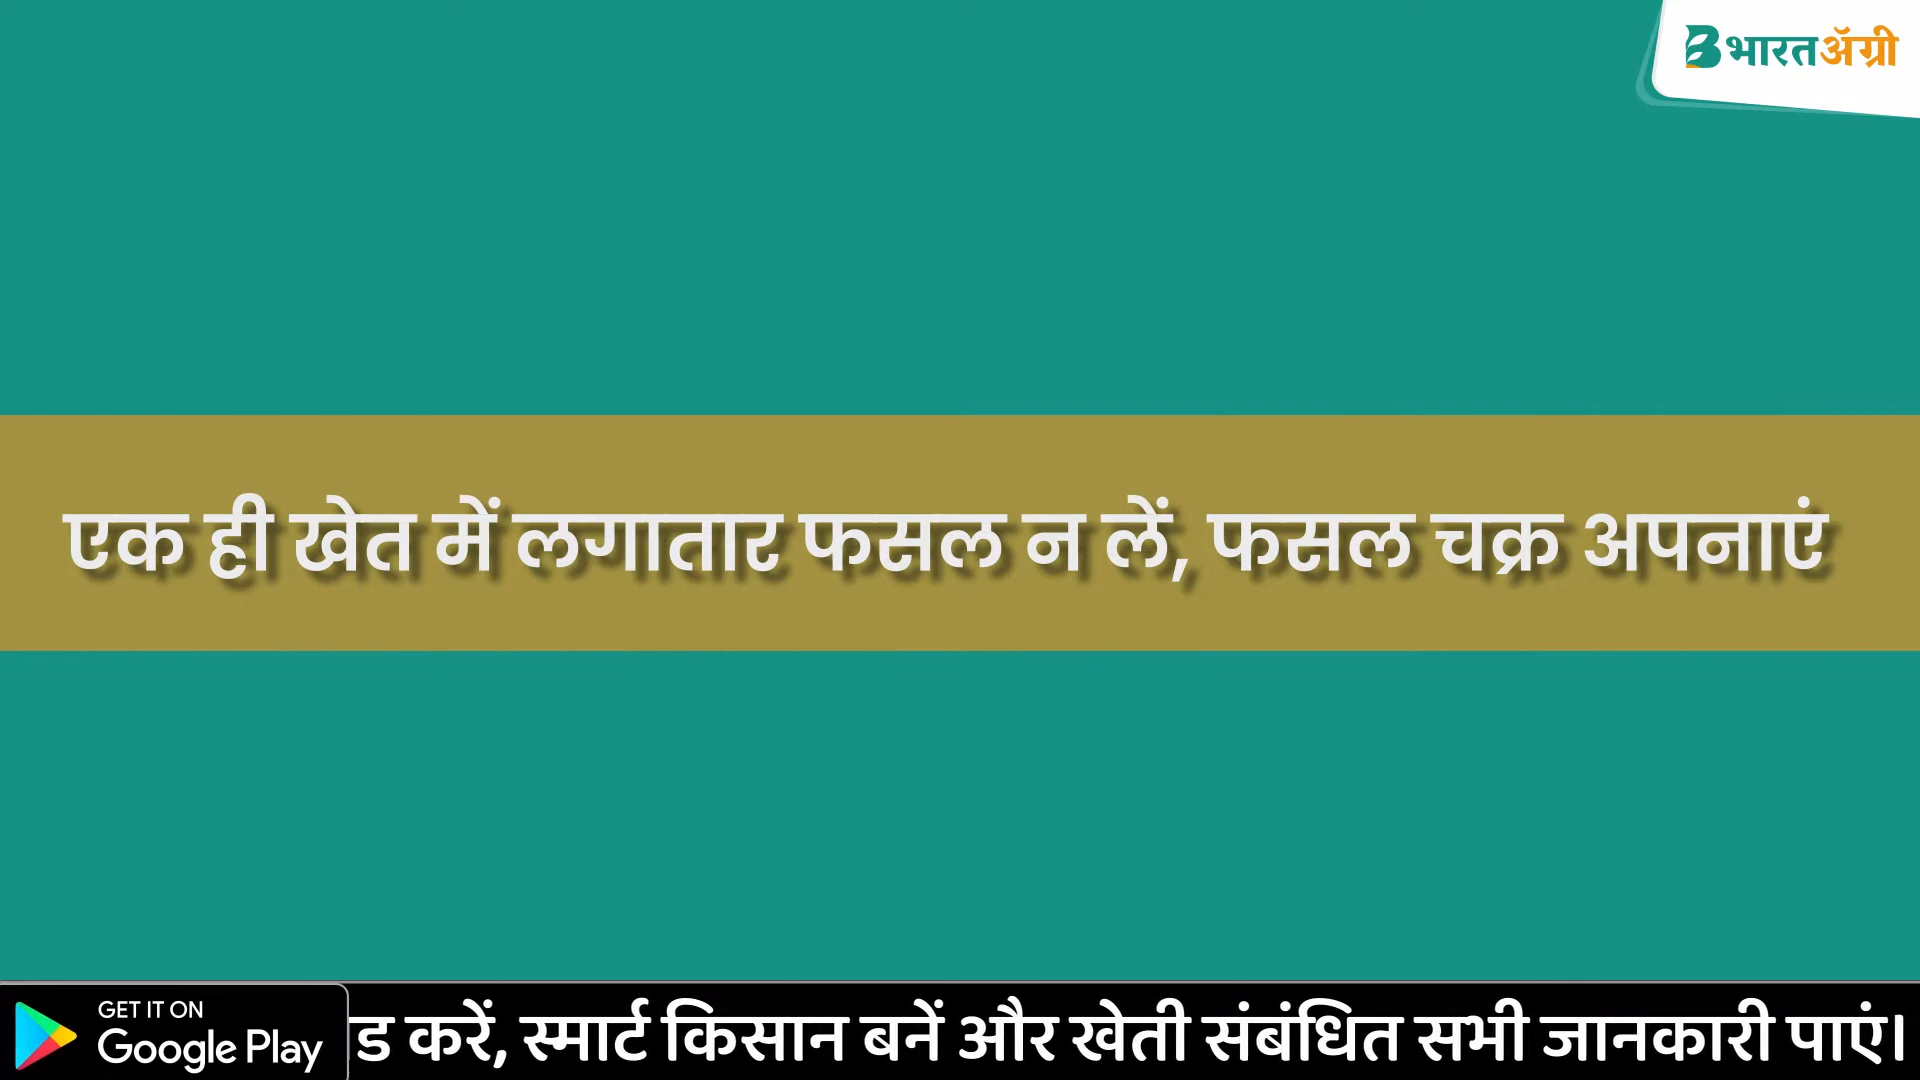 भारतॲग्री
एक ही खेत में लगातार फसल न लें, फसल चक्र अपनाएं
GET IT ON
Google Play
ड करें, स्मार्ट किसान बनें और खेती संबंधित सभी जानकारी पाएं।